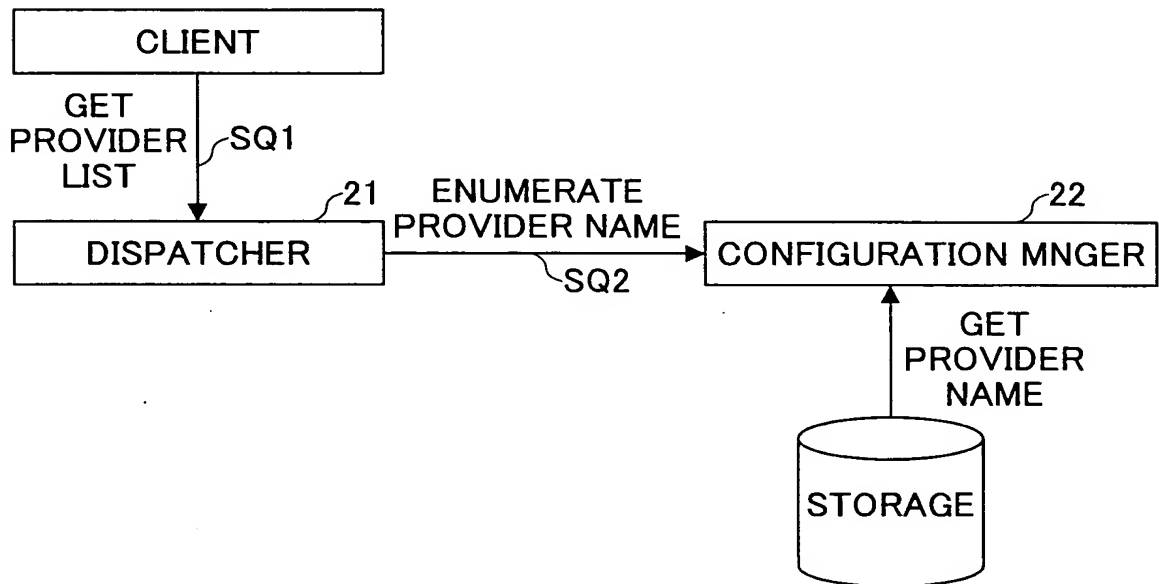 CLIENT
GET
PROVIDER
LIST
SQ1
21
DISPATCHER
ENUMERATE
PROVIDER NAME
SQ2
22
CONFIGURATION MNGER
GET
PROVIDER
NAME
STORAGE